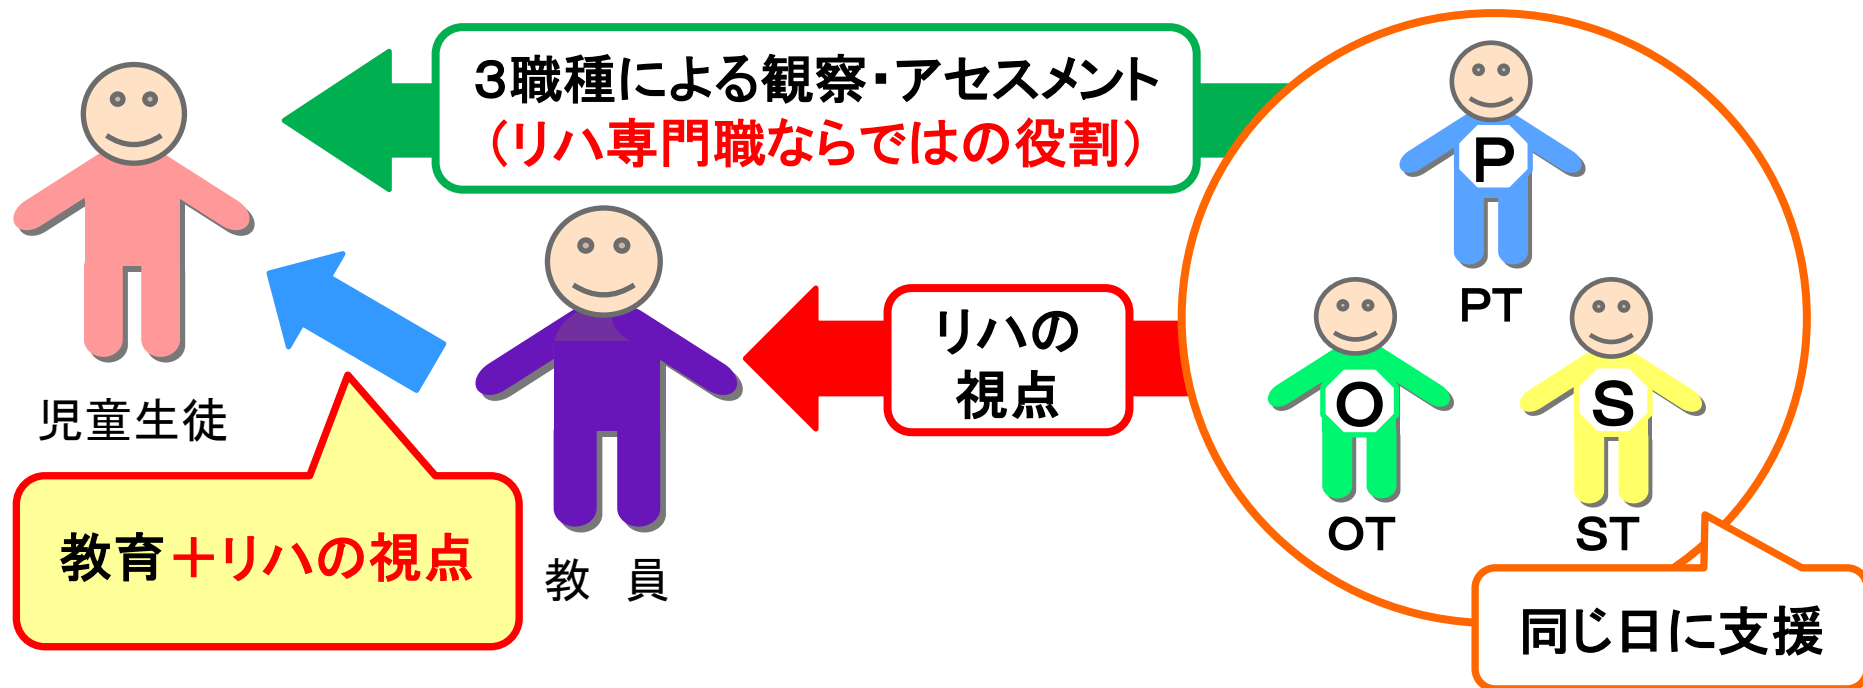 ３職種による観察・アセスメント
（リハ専門職ならではの役割）
P
PT
リハの
視点
O
S
児童生徒
OT
ST
教育＋リハの視点
教　員
同じ日に支援